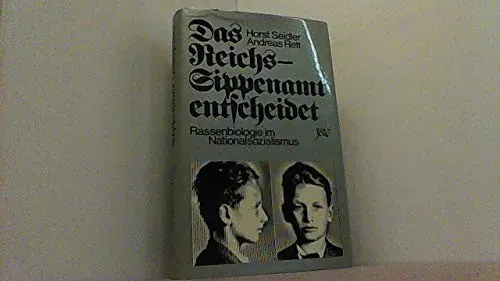 Horst Seidler
Andreas Rett
Das
Reichs-
Sippenamt
entscheidet
Rassenbiologie im
Nationalsozialismus
J&V